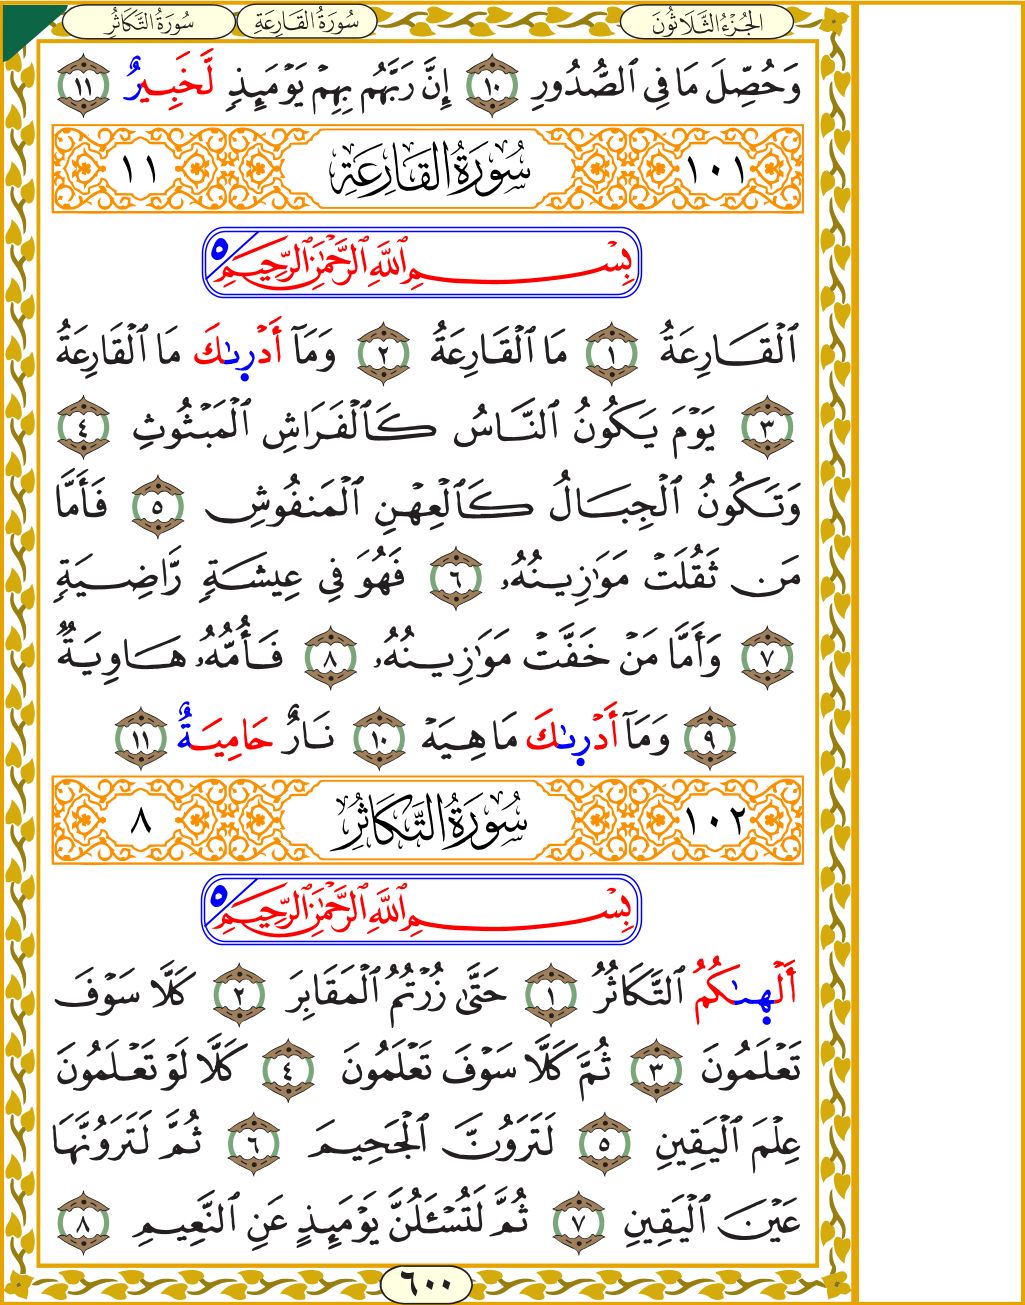 سُورَةُ التَّكَاثُرِ سُورَةُ القَارِعَةِ الجُزْءُ الثَّلَاثُونَ
وَحُصِّلَ مَا فِي ٱلصُّدُورِ ١٠ إِنَّ رَبَّهُم بِهِمۡ يَوۡمَئِذٖ لَّخَبِيرُۢ ١١
١٠١ سُورَةُ القَارِعَةِ ١١
بِسۡمِ ٱللَّهِ ٱلرَّحۡمَٰنِ ٱلرَّحِيمِ ٥
ٱلۡقَارِعَةُ ١ مَا ٱلۡقَارِعَةُ ٢ وَمَآ أَدۡرىٰكَ مَا ٱلۡقَارِعَةُ
٣ يَوۡمَ يَكُونُ ٱلنَّاسُ كَٱلۡفَرَاشِ ٱلۡمَبۡثُوثِ ٤
وَتَكُونُ ٱلۡجِبَالُ كَٱلۡعِهۡنِ ٱلۡمَنفُوشِ ٥ فَأَمَّا
مَن ثَقُلَتۡ مَوَٰزِينُهُۥ ٦ فَهُوَ فِي عِيشَةٖ رَّاضِيَةٖ
٧ وَأَمَّا مَنۡ خَفَّتۡ مَوَٰزِينُهُۥ ٨ فَأُمُّهُۥ هَاوِيَةٞ
٩ وَمَآ أَدۡرىٰكَ مَا هِيَهۡ ١٠ نَارٌ حَامِيَةُۢ ١١
١٠٢ سُورَةُ التَّكَاثُرِ ٨
بِسۡمِ ٱللَّهِ ٱلرَّحۡمَٰنِ ٱلرَّحِيمِ ٥
أَلۡهىٰكُمُ ٱلتَّكَاثُرُ ١ حَتَّىٰ زُرۡتُمُ ٱلۡمَقَابِرَ ٢ كَلَّا سَوۡفَ
تَعۡلَمُونَ ٣ ثُمَّ كَلَّا سَوۡفَ تَعۡلَمُونَ ٤ كَلَّا لَوۡ تَعۡلَمُونَ
عِلۡمَ ٱلۡيَقِينِ ٥ لَتَرَوُنَّ ٱلۡجَحِيمَ ٦ ثُمَّ لَتَرَوُنَّهَا
عَيۡنَ ٱلۡيَقِينِ ٧ ثُمَّ لَتُسۡـَٔلُنَّ يَوۡمَئِذٍ عَنِ ٱلنَّعِيمِ ٨
٦٠٠